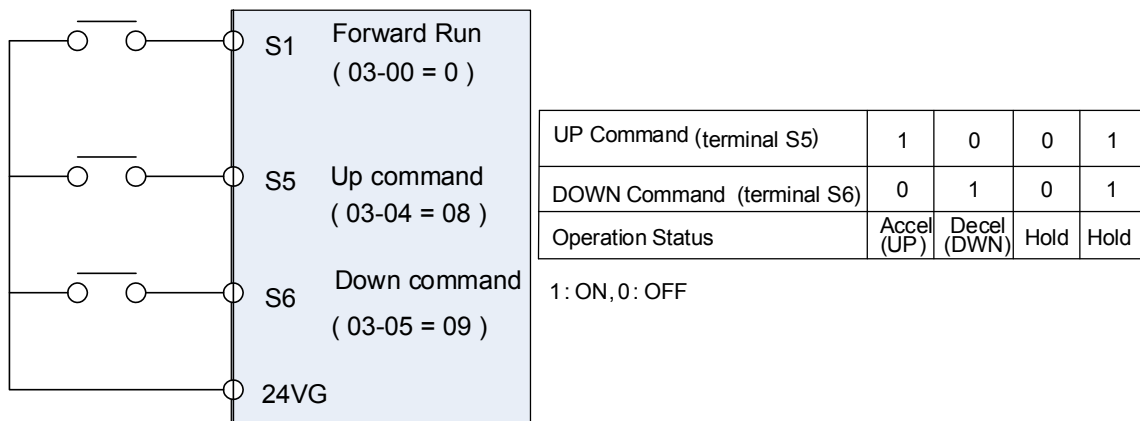 S1 Forward Run
( 03-00 = 0 )
S5 Up command
( 03-04 = 08 )
S6 Down command
( 03-05 = 09 )
24VG
UP Command (terminal S5) 1 0 0 1
DOWN Command (terminal S6) 0 1 0 1
Operation Status Accel (UP) Decel (DWN) Hold Hold
1: ON, 0: OFF